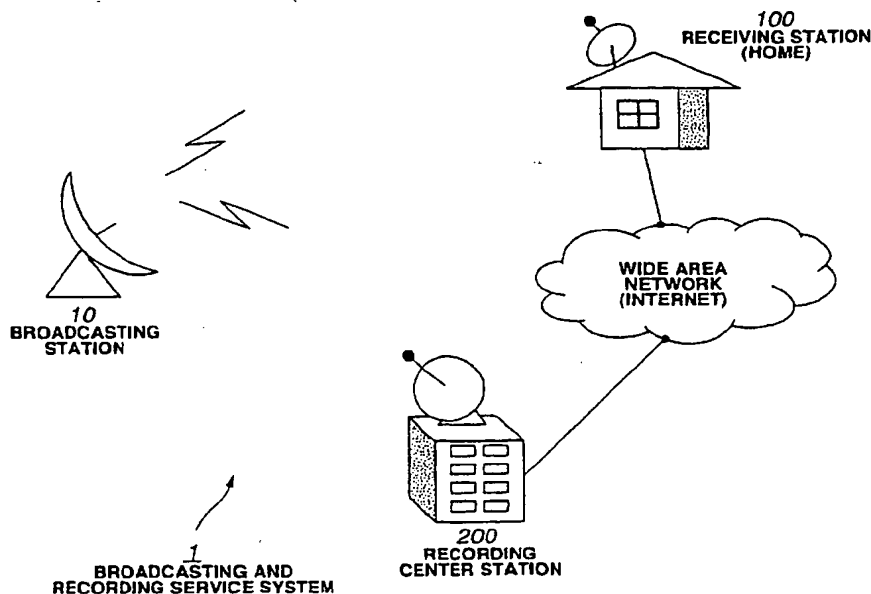 100
RECEIVING STATION
(HOME)
WIDE AREA
NETWORK
(INTERNET)
10
BROADCASTING
STATION
200
RECORDING
CENTER STATION
1
BROADCASTING AND
RECORDING SERVICE SYSTEM